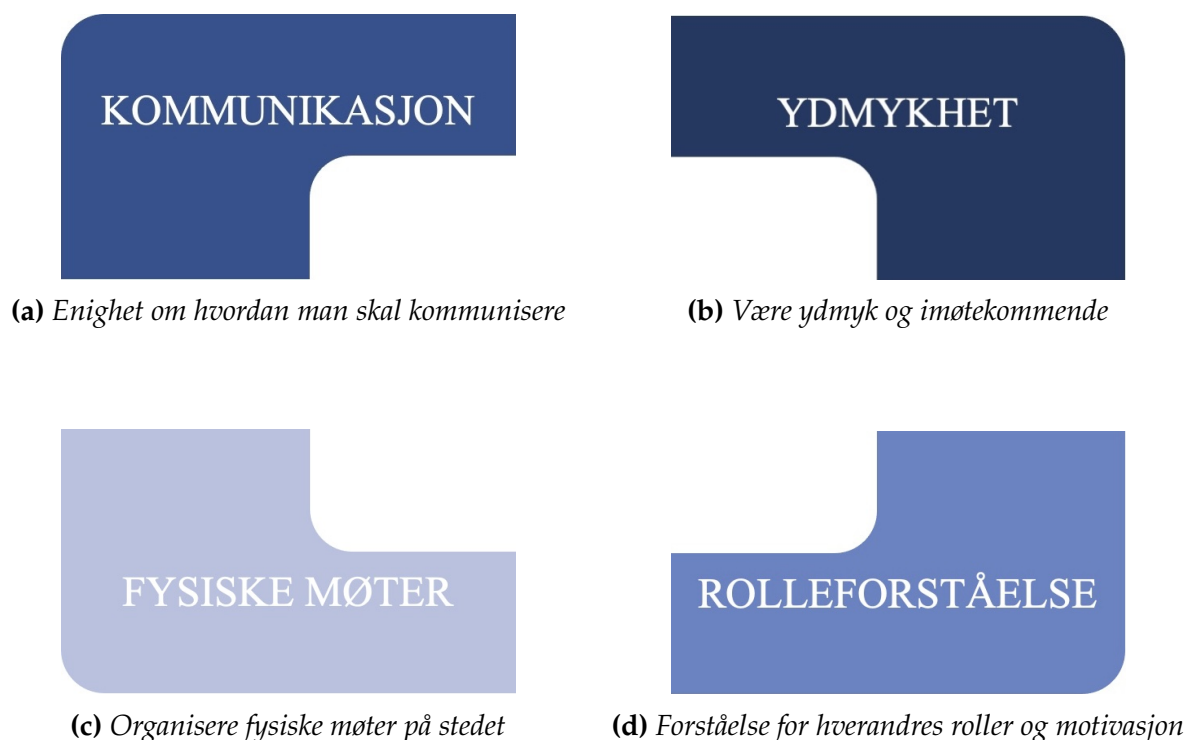 KOMMUNIKASJON
(a) Enighet om hvordan man skal kommunisere
YDMYKHET
(b) Være ydmyk og imøtekommende
FYSISKE MØTER
(c) Organisere fysiske møter på stedet
ROLLEFORSTÅELSE
(d) Forståelse for hverandres roller og motivasjon